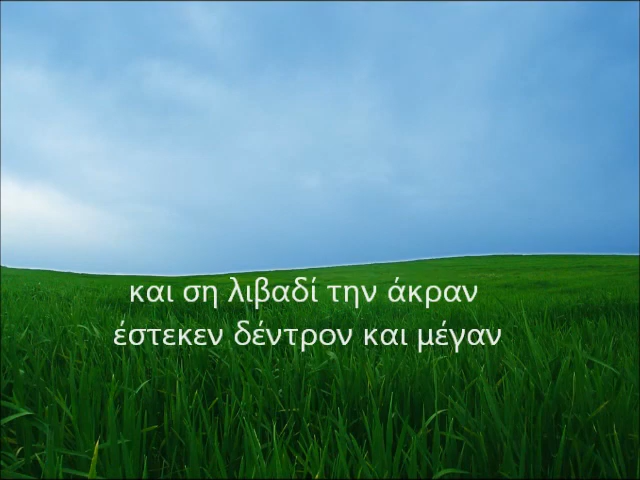 και ση λιβαδί την άκραν
έστεκεν δέντρον και μέγαν